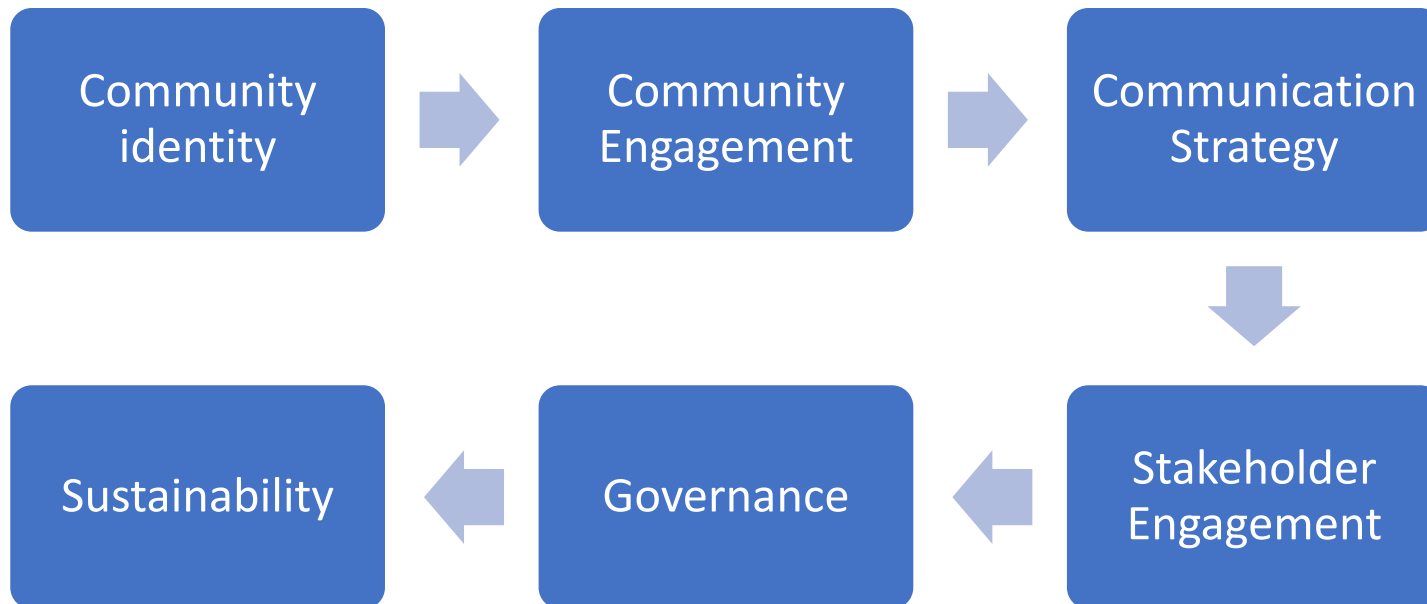 Community
identity
Community
Engagement
Communication
Strategy
Stakeholder
Engagement
Governance
Sustainability